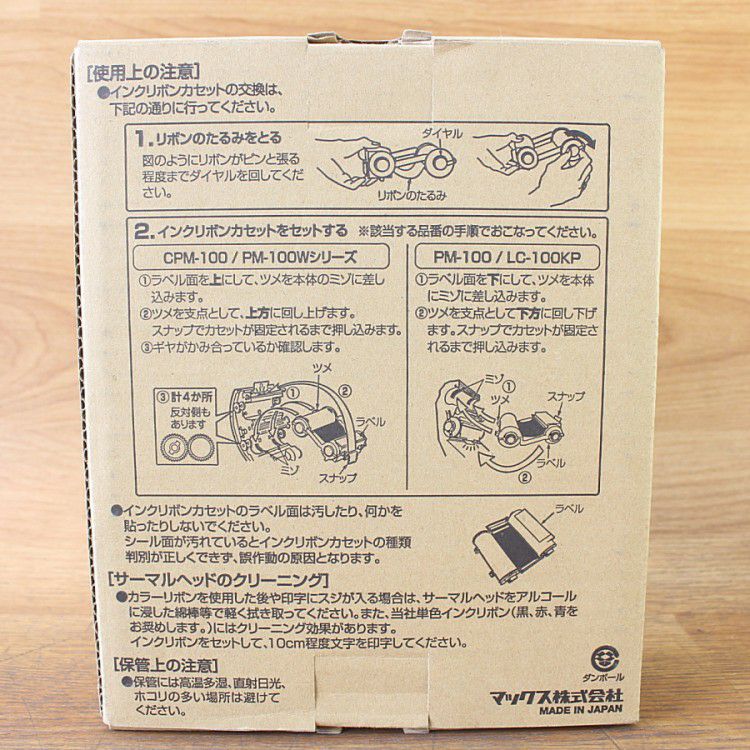 [使用上の注意]
●インクリボンカセットの交換は、
下記の通りに行ってください。
1.リボンのたるみをとる
図のようにリボンがピンと張る
程度までダイヤルを回してくだ
さい。
ダイヤル
リボンのたるみ
2.インクリボンカセットをセットする ※該当する品番の手順でおこなってください。
CPM-100 / PM-100Wシリーズ
①ラベル面を上にして、ツメを本体のミゾに差し
込みます。
②ツメを支点として、上方に回し上げます。
スナップでカセットが固定されるまで押し込みます。
③ギヤがかみ合っているか確認します。
③計4か所
反対側も
あります
ツメ
①
②
ラベル
ミゾ
スナップ
PM-100 / LC-100KP
①ラベル面を下にして、ツメを本体
にミゾに差し込みます。
②ツメを支点として下方に回し下げ
ます。スナップでカセットが固定さ
れるまで押し込みます。
ミゾ
①
ツメ
スナップ
ラベル
②
●インクリボンカセットのラベル面は汚したり、何かを
貼ったりしないでください。
シール面が汚れているとインクリボンカセットの種類
判別が正しくできず、誤作動の原因となります。
ラベル
[サーマルヘッドのクリーニング]
●カラーリボンを使用した後や印字にスジが入る場合は、サーマルヘッドをアルコール
に浸した綿棒等で軽く拭き取ってください。また、当社単色インクリボン(黒、赤、青を
お奨めします。)にはクリーニング効果があります。
インクリボンをセットして、10cm程度文字を印字してください。
[保管上の注意]
●保管には高温多湿、直射日光、
ホコリの多い場所は避けて
ください。
ダンボール
マックス株式会社
MADE IN JAPAN